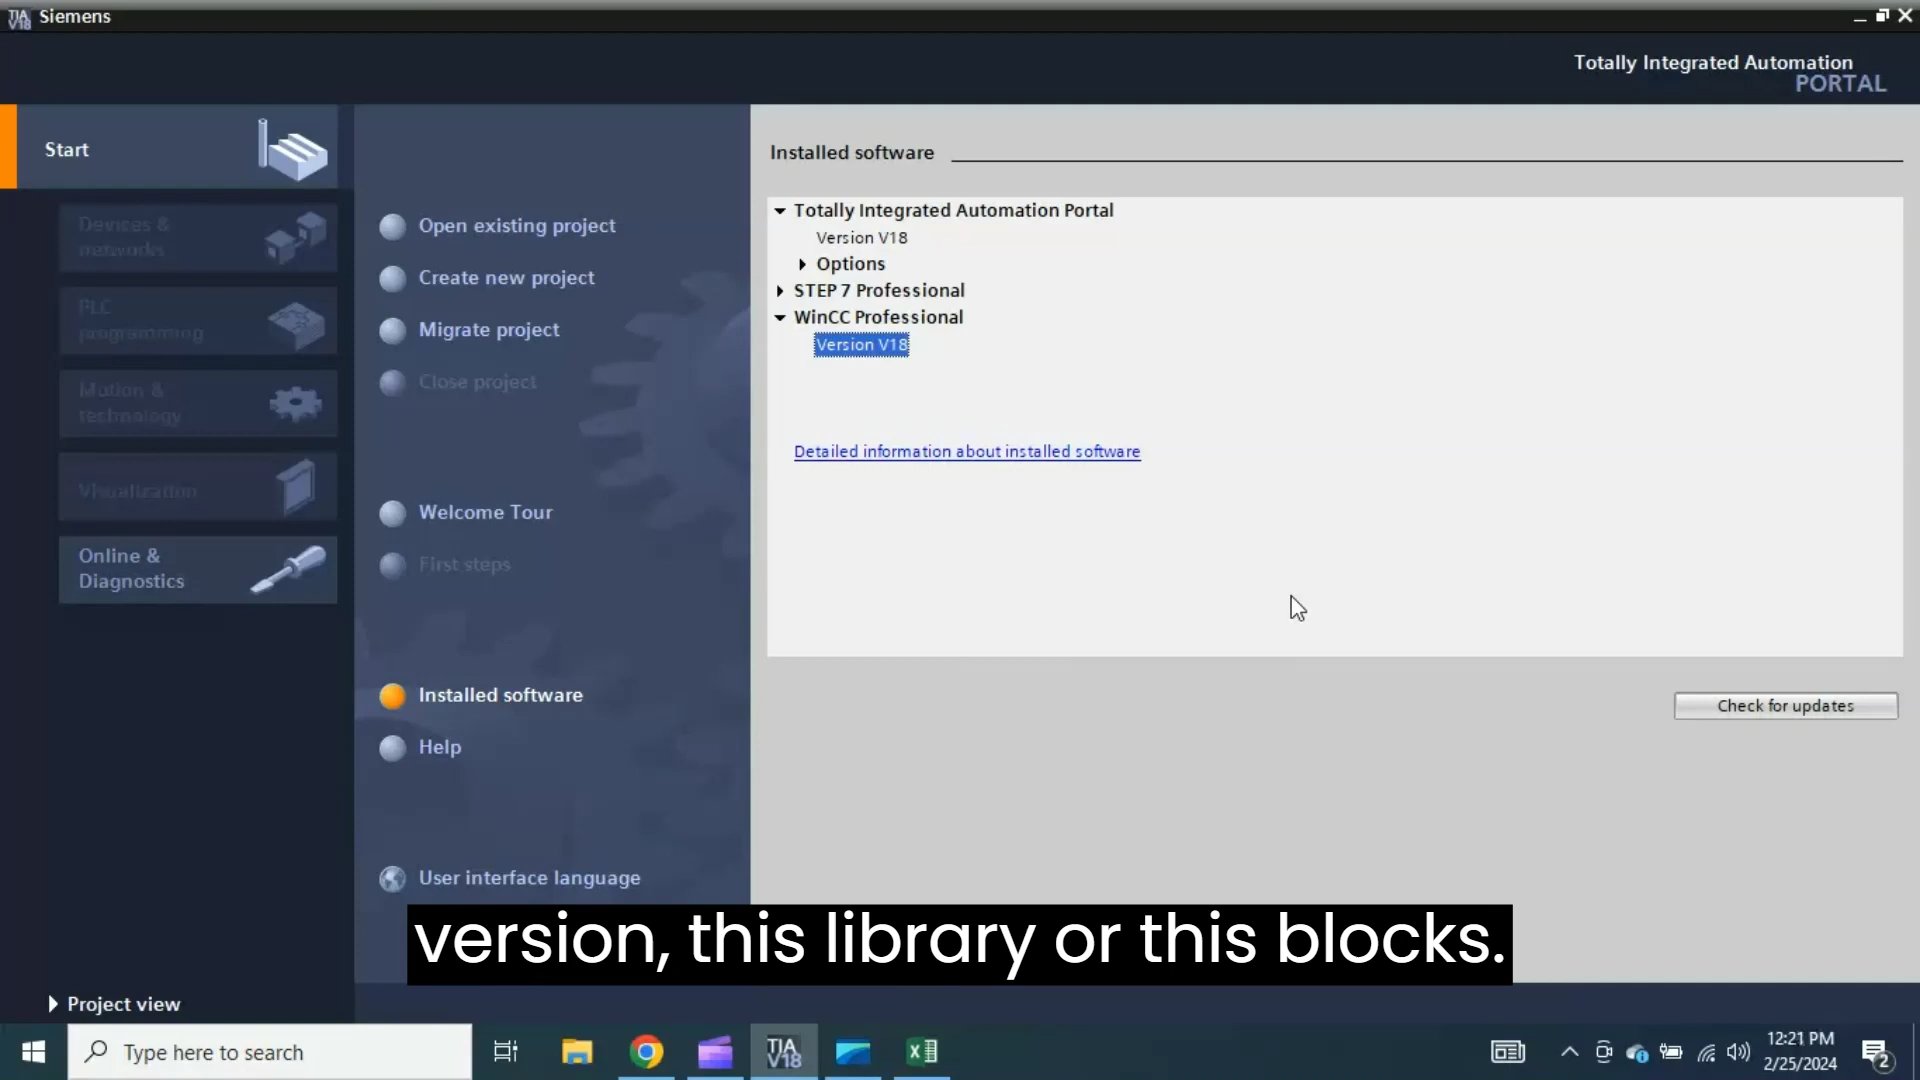 TIA V18 Siemens
Totally Integrated Automation
PORTAL
Start
Devices &
networks
PLC
programming
Motion &
technology
Visualization
Online &
Diagnostics
Open existing project
Create new project
Migrate project
Close project
Welcome Tour
First steps
Installed software
Help
User interface language
Installed software
Totally Integrated Automation Portal
Version V18
Options
STEP 7 Professional
WinCC Professional
Version V18
Detailed information about installed software
Check for updates
version, this library or this blocks.
Project view
Type here to search
TIA V18
12:21 PM
2/25/2024
2